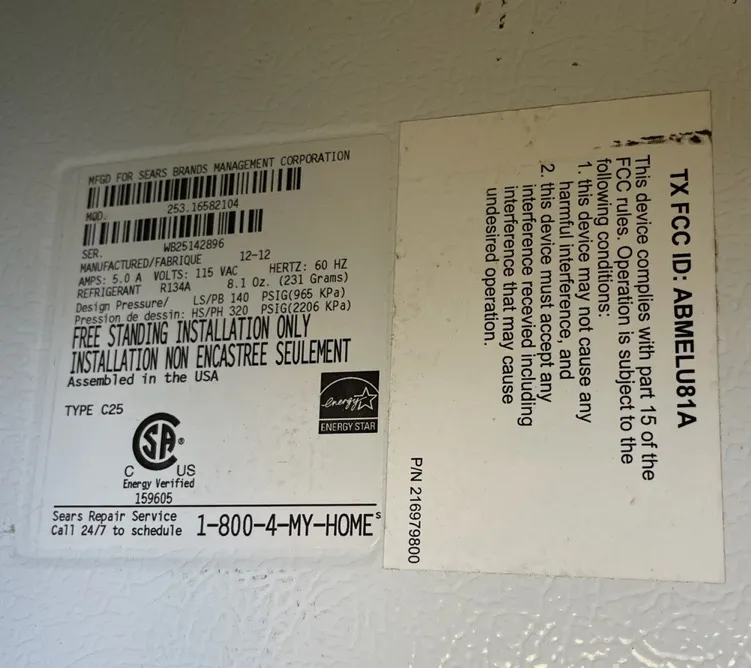 MFGD FOR SEARS BRANDS MANAGEMENT CORPORATION
MOD. 253.16582104
SER. WB25142896
MANUFACTURED/FABRIQUE 12-12
AMPS: 5.0 A VOLTS: 115 VAC HERTZ: 60 HZ
REFRIGERANT R134A 8.1 Oz. (231 Grams)
Design Pressure/ LS/PB 140 PSIG(965 KPa)
Pression de dessin: HS/PH 320 PSIG(2206 KPa)
FREE STANDING INSTALLATION ONLY
INSTALLATION NON ENCASTREE SEULEMENT
Assembled in the USA
TYPE C25
SA ®
C US
Energy Verified
159605
energy
ENERGY STAR
Sears Repair Service
Call 24/7 to schedule
1-800-4-MY-HOME s
TX FCC ID: ABMELU81A
This device complies with part 15 of the
FCC rules. Operation is subject to the
following conditions:
1. this device may not cause any
harmful interference, and
2. this device must accept any
interference recevied including
interference that may cause
undesired operation.
P/N 216979800